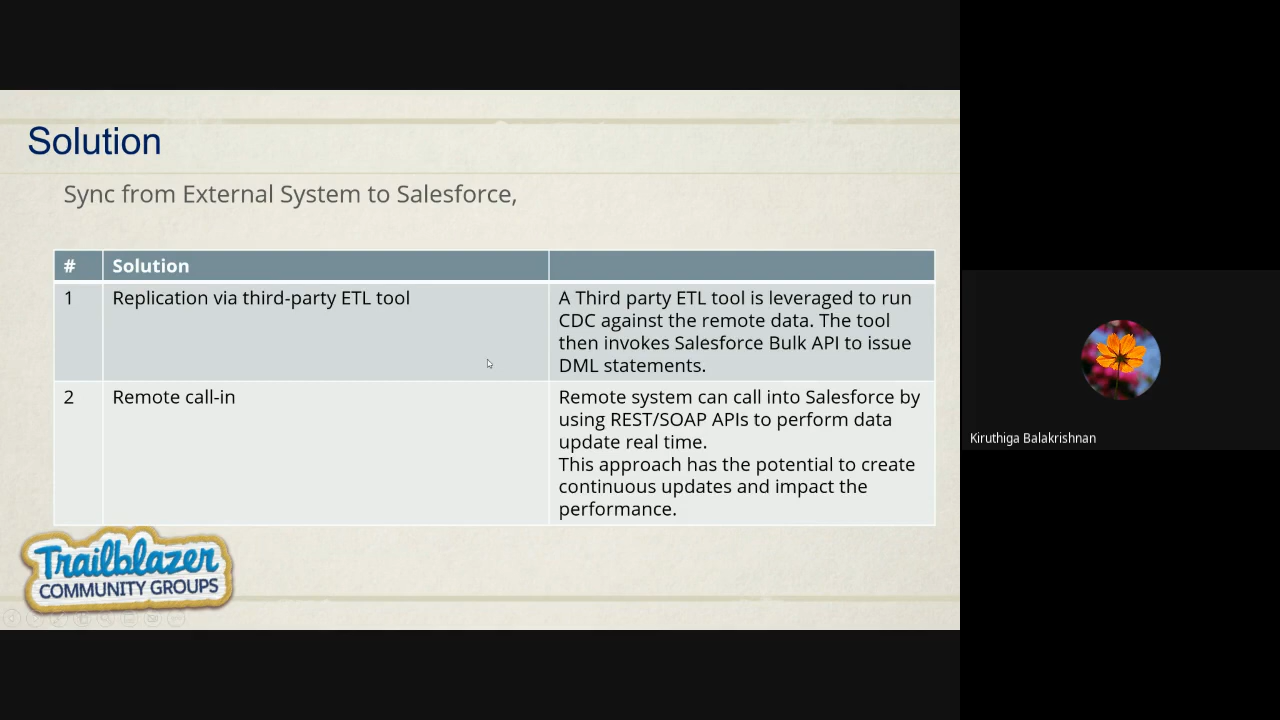 Solution
Sync from External System to Salesforce,
# Solution
1 Replication via third-party ETL tool
A Third party ETL tool is leveraged to run
CDC against the remote data. The tool
then invokes Salesforce Bulk API to issue
DML statements.
2 Remote call-in
Remote system can call into Salesforce by
using REST/SOAP APIs to perform data
update real time.
This approach has the potential to create
continuous updates and impact the
performance.
Trailblazer
COMMUNITY GROUPS
Kiruthiga Balakrishnan